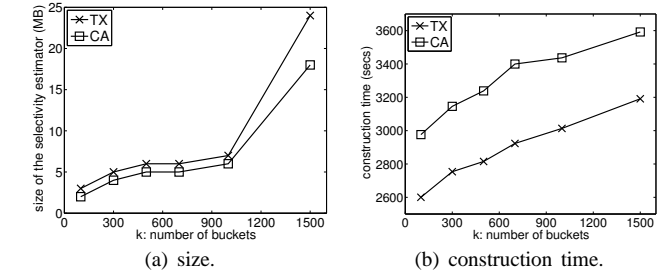 size of the selectivity estimator (MB)
25
20
15
10
5
0
TX
CA
0 300 600 900 1200 1500
k: number of buckets
(a) size.
construction time (secs)
3600
3400
3200
3000
2800
2600
TX
CA
0 300 600 900 1200 1500
k: number of buckets
(b) construction time.